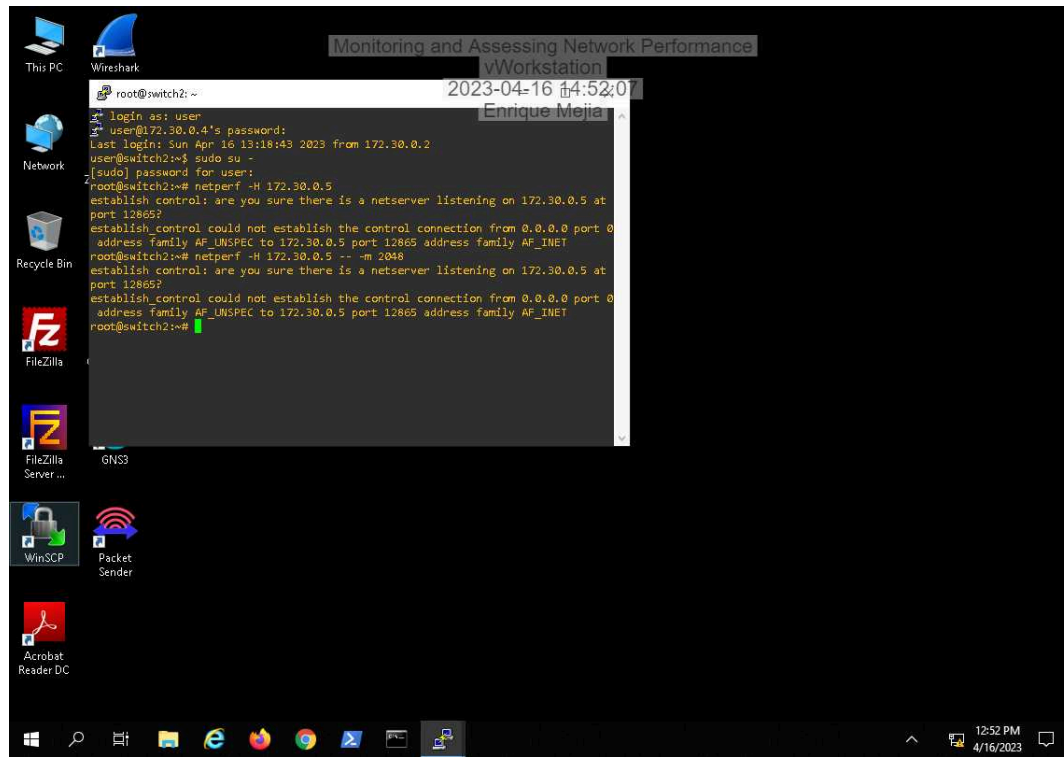 Monitoring and Assessing Network Performance
vWorkstation
2023-04-16 14:52:07
Enrique Mejia
This PC
Wireshark
root@switch2: ~
login as: user
user@172.30.0.4's password:
Last login: Sun Apr 16 13:18:43 2023 from 172.30.0.2
user@switch2:~$ sudo su -
[sudo] password for user:
root@switch2:~# netperf -H 172.30.0.5
establish control: are you sure there is a netserver listening on 172.30.0.5 at
port 12865?
establish_control could not establish the control connection from 0.0.0.0 port 0
address family AF_UNSPEC to 172.30.0.5 port 12865 address family AF_INET
root@switch2:~# netperf -H 172.30.0.5 -- -m 2048
establish control: are you sure there is a netserver listening on 172.30.0.5 at
port 12865?
establish_control could not establish the control connection from 0.0.0.0 port 0
address family AF_UNSPEC to 172.30.0.5 port 12865 address family AF_INET
root@switch2:~#
Network
Recycle Bin
FileZilla
FileZilla
Server ...
GNS3
WinSCP
Packet
Sender
Acrobat
Reader DC
12:52 PM
4/16/2023